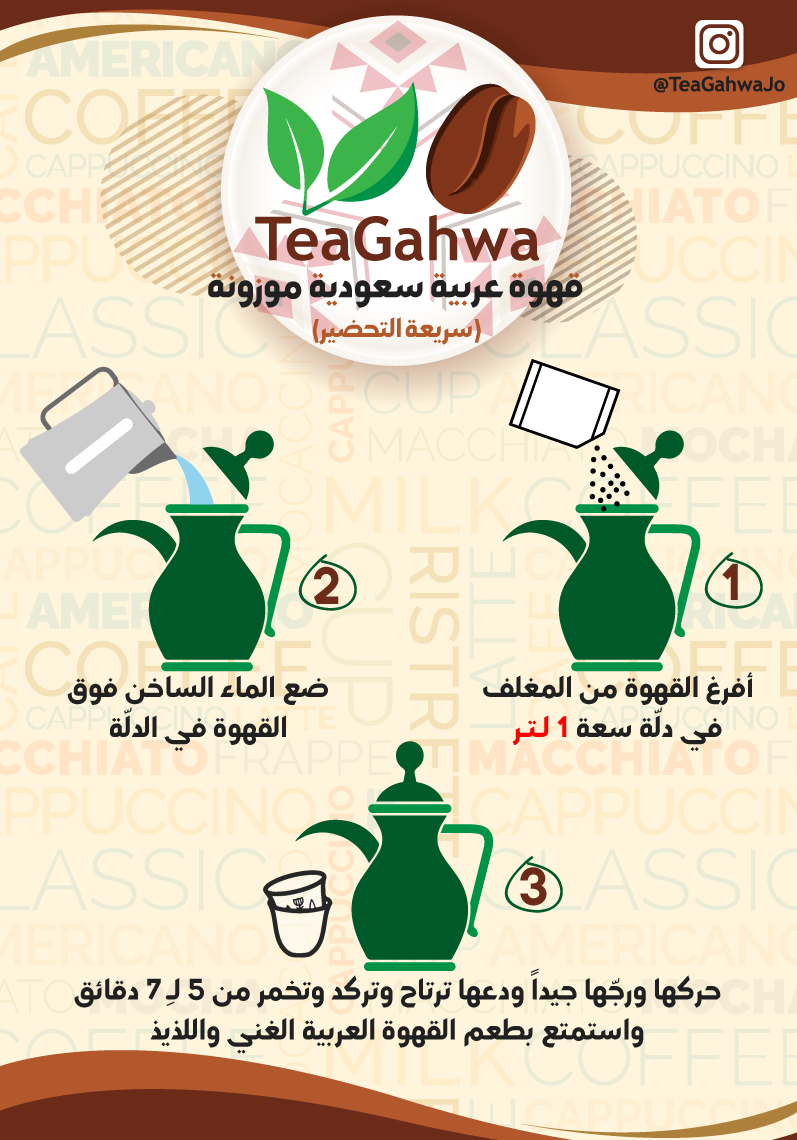 @TeaGahwaJo
TeaGahwa
قهوة عربية سعودية موزونة
(سريعة التحضير)
1
أفرغ القهوة من المغلف
في دلّة سعة 1 لتر
2
ضع الماء الساخن فوق
القهوة في الدلّة
3
حركها ورجّها جيداً ودعها ترتاح وتركد وتخمر من 5 لـِ 7 دقائق
واستمتع بطعم القهوة العربية الغني واللذيذ